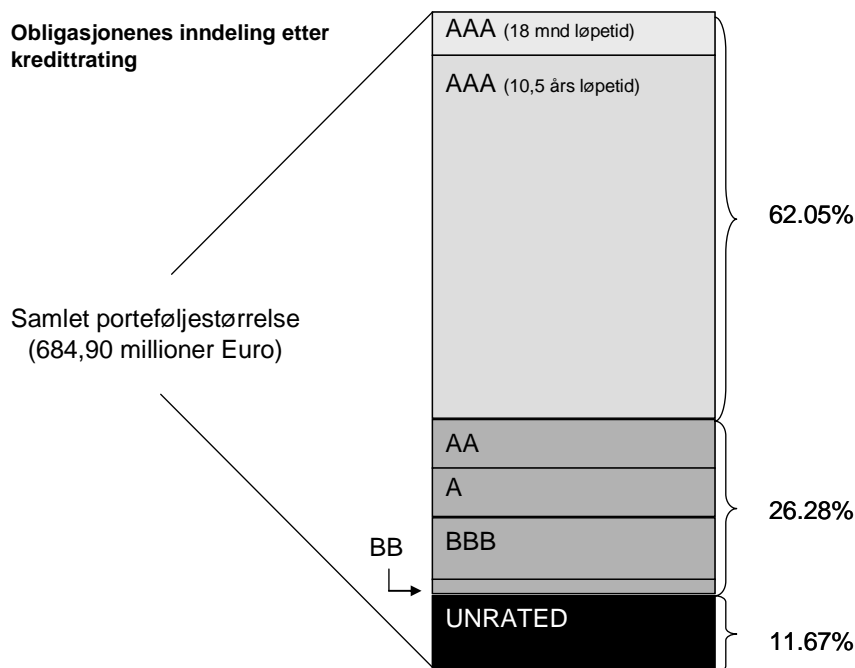 Obligasjonenes inndeling etter
kredittrating
AAA (18 mnd løpetid)
AAA (10,5 års løpetid)
62.05%
Samlet porteføljestørrelse
(684,90 millioner Euro)
AA
A
26.28%
BBB
BB
UNRATED
11.67%